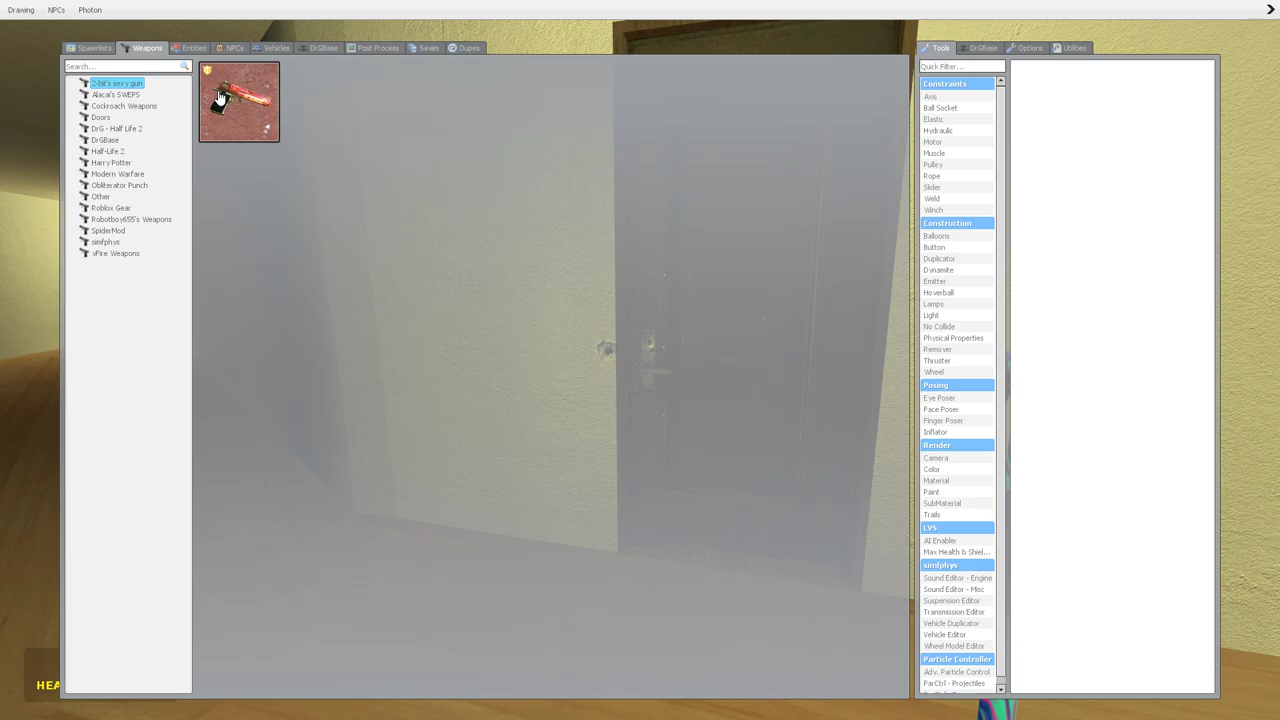 Drawing NPCs Photon
Spawnlists Weapons Entities NPCs Vehicles DrGBase Post Process Saves Dupes
Search...
2-bit's sexy gun
Alacai's SWEPS
Cockroach Weapons
Doors
DrG - Half Life 2
DrGBase
Half-Life 2
Harry Potter
Modern Warfare
Obliterator Punch
Other
Roblox Gear
Robotboy655's Weapons
SpiderMod
simfphys
vFire Weapons
HEA
Tools DrGBase Options Utilities
Quick Filter...
Constraints
Axis
Ball Socket
Elastic
Hydraulic
Motor
Muscle
Pulley
Rope
Slider
Weld
Winch
Construction
Balloons
Button
Duplicator
Dynamite
Emitter
Hoverball
Lamps
Light
No Collide
Physical Properties
Remover
Thruster
Wheel
Posing
Eye Poser
Face Poser
Finger Poser
Inflator
Render
Camera
Color
Material
Paint
SubMaterial
Trails
LVS
AI Enabler
Max Health & Shiel...
simfphys
Sound Editor - Engine
Sound Editor - Misc
Suspension Editor
Transmission Editor
Vehicle Duplicator
Vehicle Editor
Wheel Model Editor
Particle Controller
Adv. Particle Control
ParCtrl - Projectiles